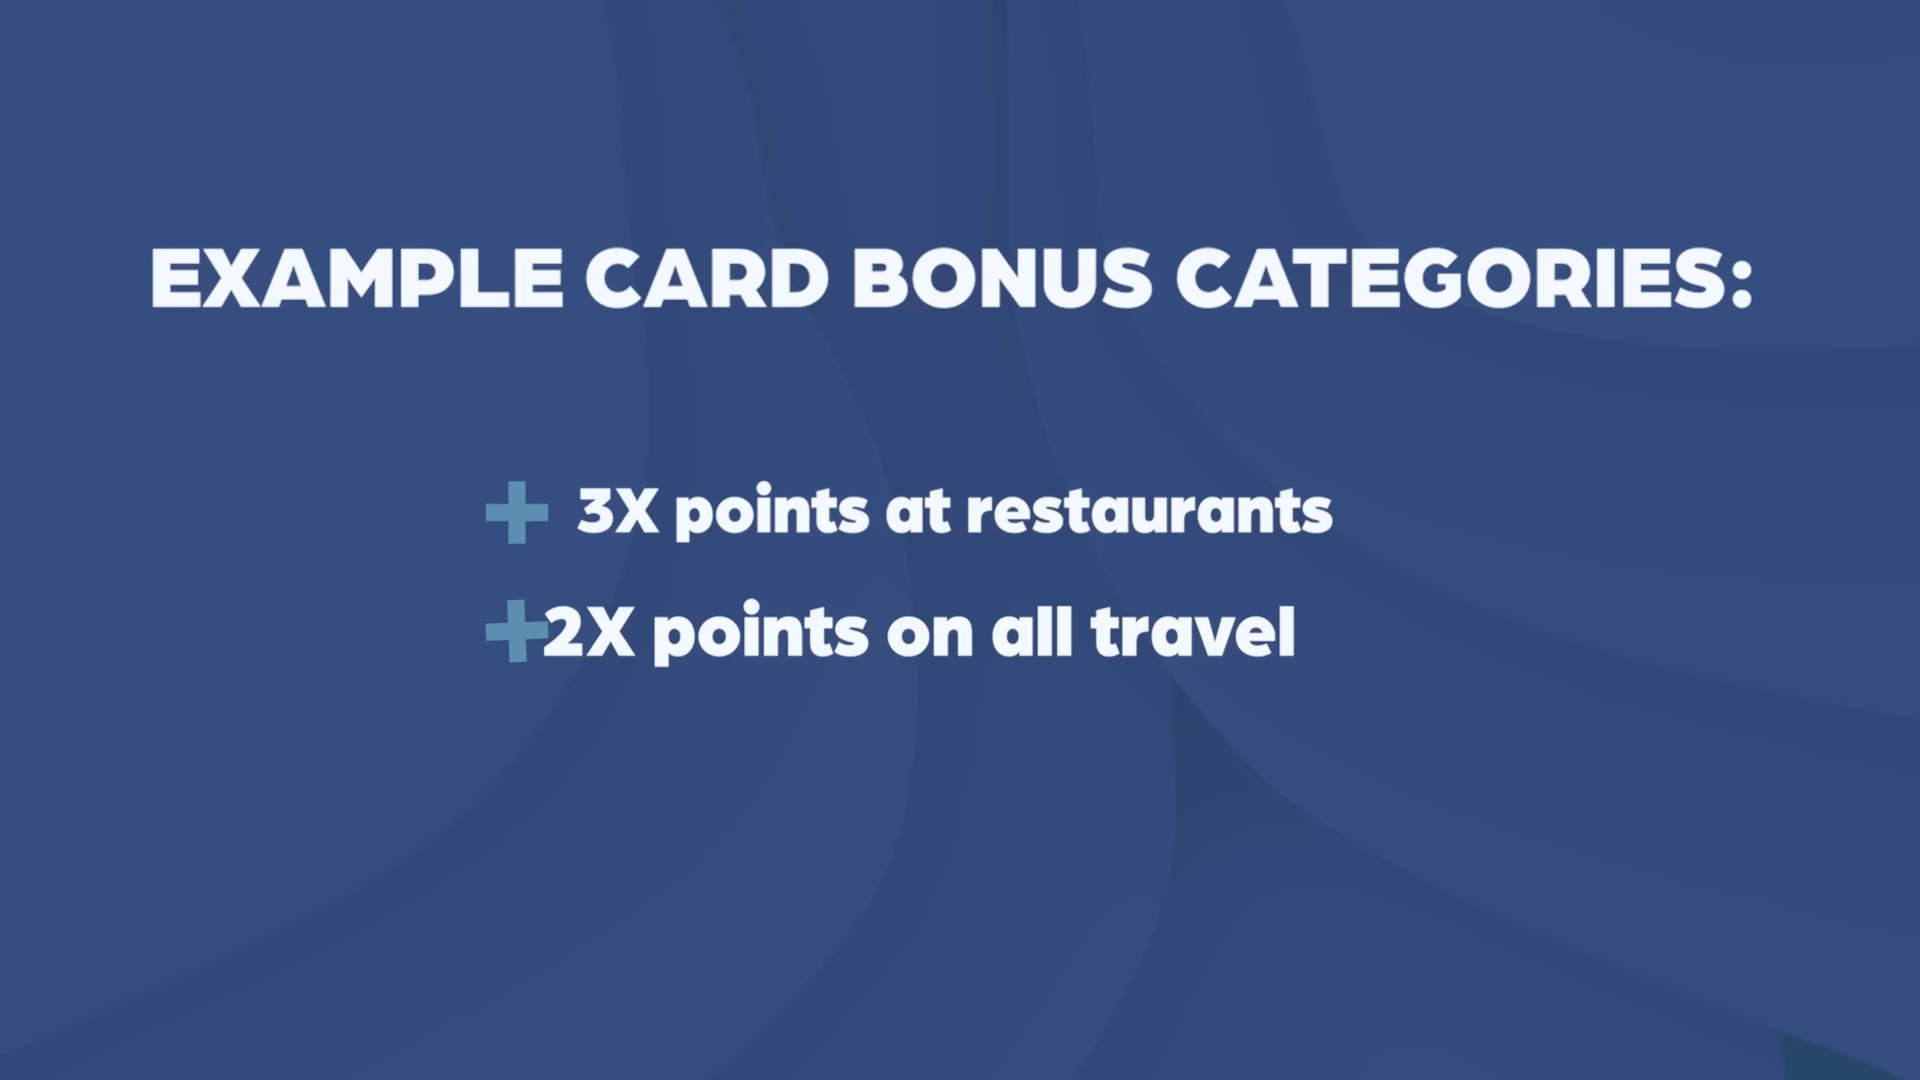 EXAMPLE CARD BONUS CATEGORIES:
+ 3X points at restaurants
+ 2X points on all travel